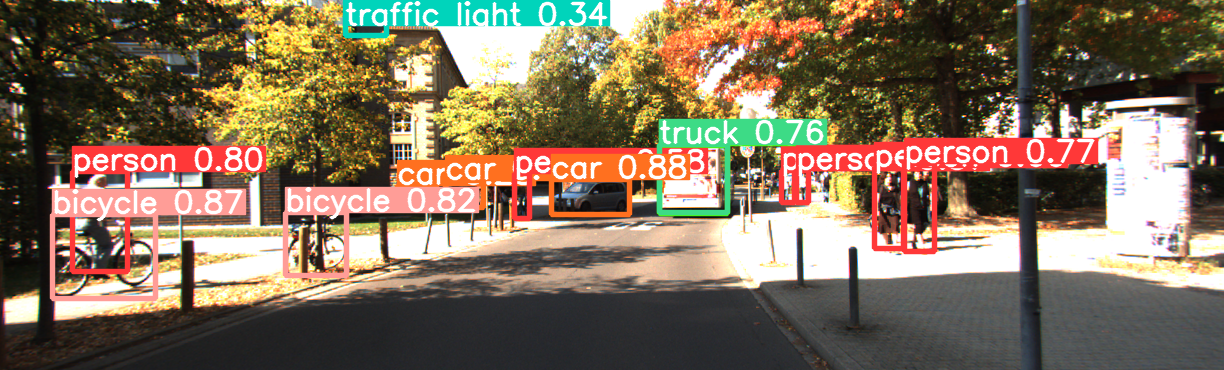 traffic light 0.34
truck 0.76
person 0.80
car
car
pe
car 0.88
person 0.77
bicycle 0.87
bicycle 0.82